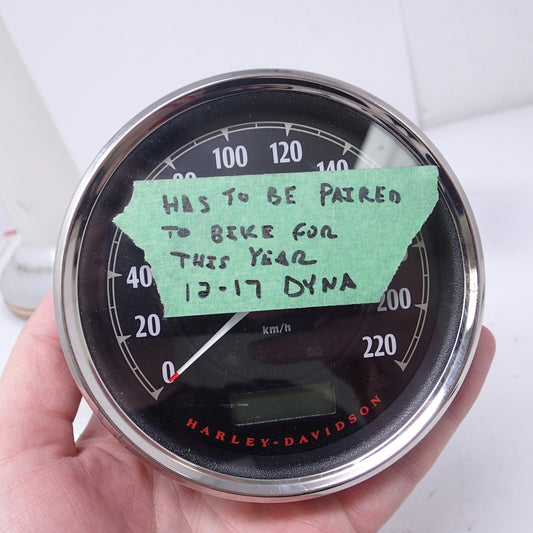 100
120
80
140
HAS TO BE PAIRED
TO BIKE FOR
THIS YEAR
12-17 DYNA
40
200
20
km/h
220
0
HARLEY-DAVIDSON